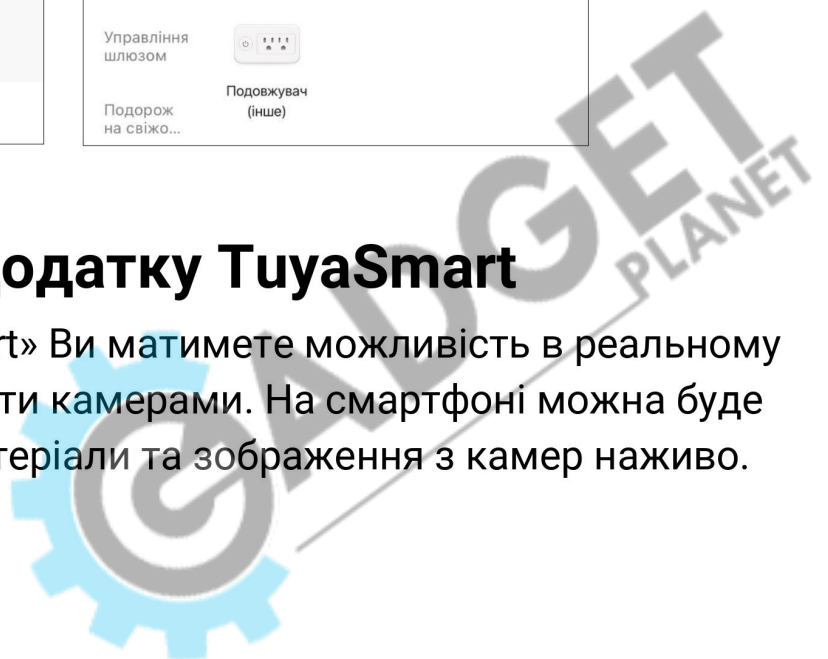 Управління
шлюзом
Подовжувач
(інше)
Подорож
на свіжо...
одатку TuyaSmart
rt» Ви матимете можливість в реальному
ти камерами. На смартфоні можна буде
теріали та зображення з камер наживо.
GADGET
PLANET